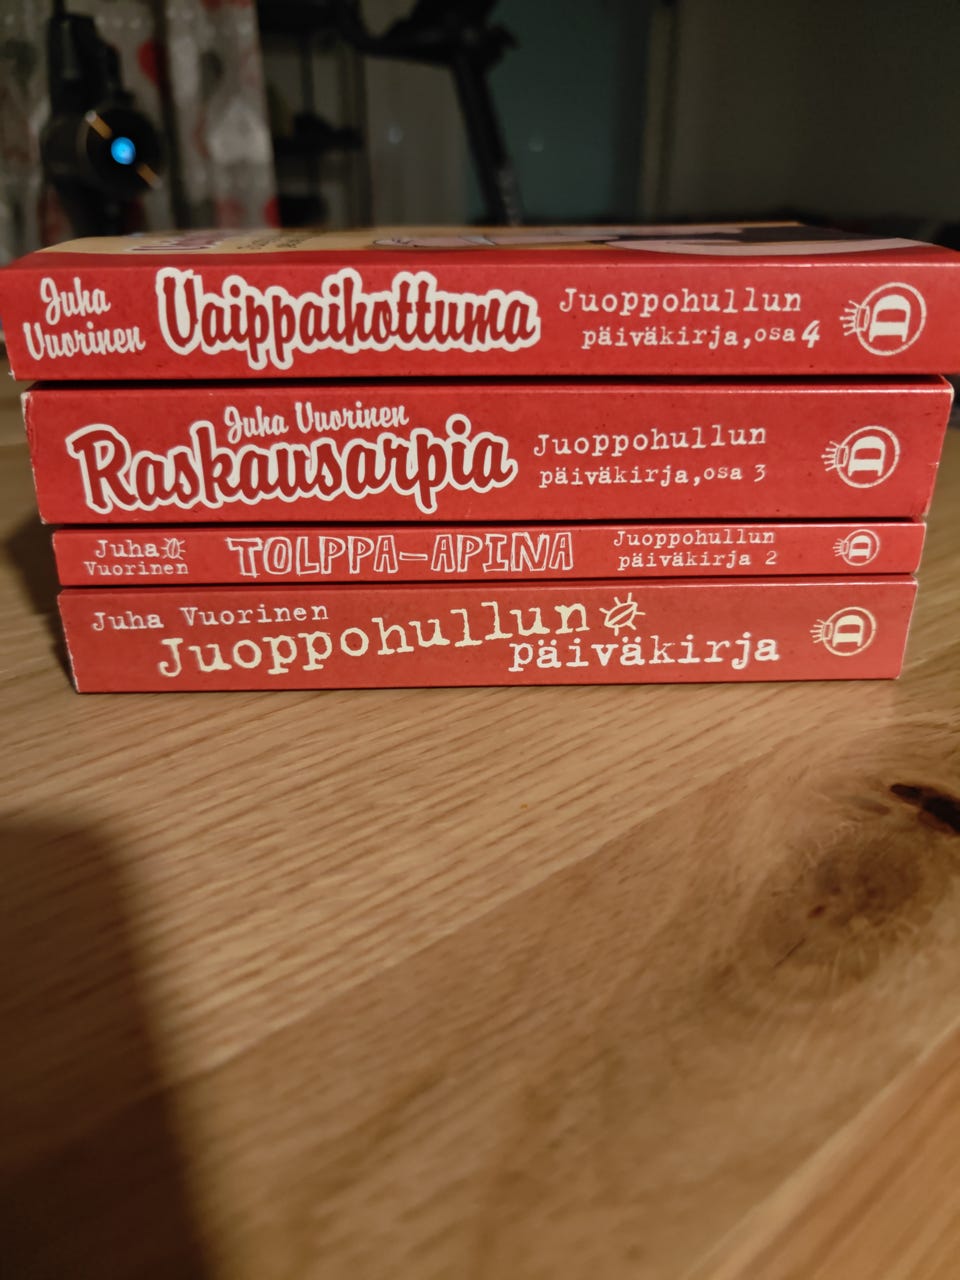 Juha
Vuorinen
Vaippaihottuma
Juoppohullun
päiväkirja, osa 4
D
Juha Vuorinen
Raskausarpia
Juoppohullun
päiväkirja, osa 3
D
Juha
Vuorinen
TOLPPA-APINA
Juoppohullun
päiväkirja 2
D
Juha Vuorinen
Juoppohullun
päiväkirja
D